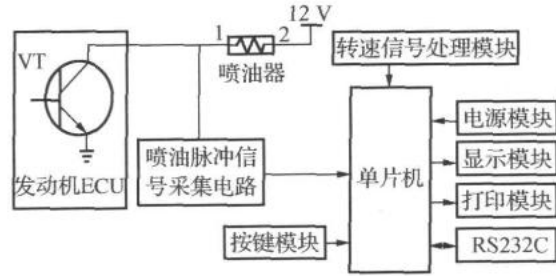 12 V
1
2
VT
喷油器
转速信号处理模块
发动机ECU
喷油脉冲信
号采集电路
单片机
电源模块
显示模块
打印模块
按键模块
RS232C